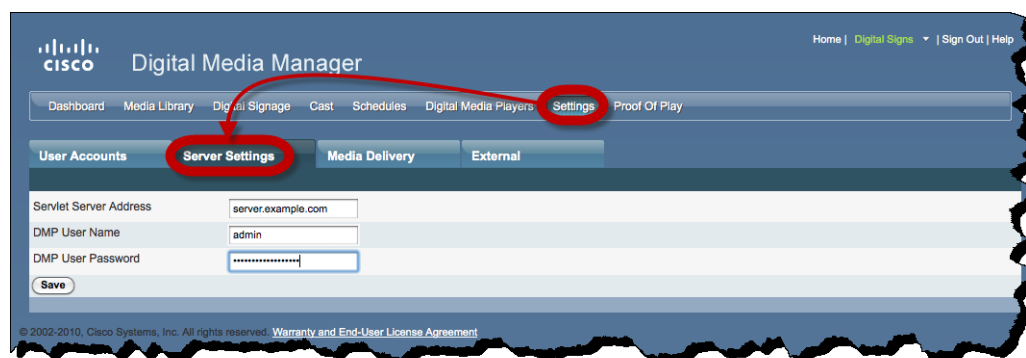 Home | Digital Signs ▼ | Sign Out | Help
CISCO Digital Media Manager
Dashboard Media Library Digital Signage Cast Schedules Digital Media Players Settings Proof Of Play
User Accounts Server Settings Media Delivery External
Servlet Server Address server.example.com
DMP User Name admin
DMP User Password •••••••••••••••••
Save
© 2002-2010, Cisco Systems, Inc. All rights reserved. Warranty and End-User License Agreement